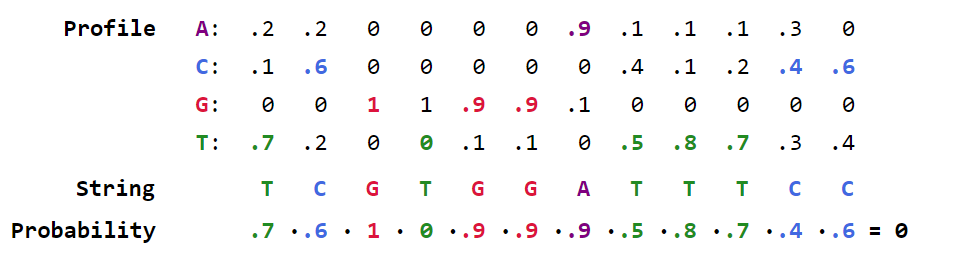 Profile A: .2 .2 0 0 0 0 .9 .1 .1 .1 .3 0
C: .1 .6 0 0 0 0 0 .4 .1 .2 .4 .6
G: 0 0 1 1 .9 .9 .1 0 0 0 0 0
T: .7 .2 0 0 .1 .1 0 .5 .8 .7 .3 .4
String T C G T G G A T T T C C
Probability .7 · .6 · 1 · 0 · .9 · .9 · .9 · .5 · .8 · .7 · .4 · .6 = 0